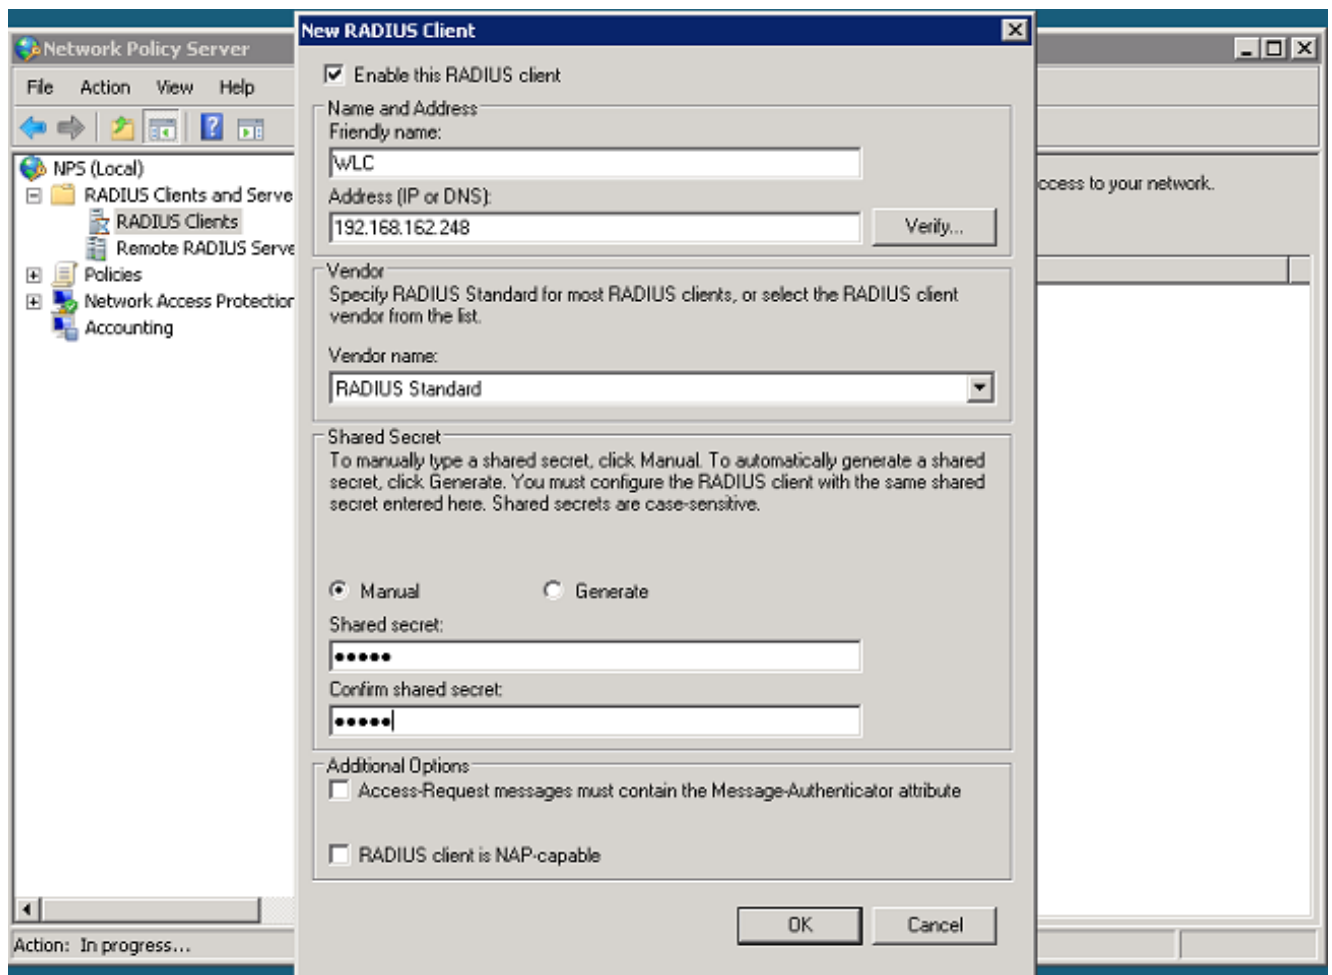 New RADIUS Client
Network Policy Server
File Action View Help
NPS (Local)
RADIUS Clients and Serve
RADIUS Clients
Remote RADIUS Serve
Policies
Network Access Protection
Accounting
Action: In progress...
Enable this RADIUS client
Name and Address
Friendly name:
WLC
Address (IP or DNS):
192.168.162.248
Verify...
Vendor
Specify RADIUS Standard for most RADIUS clients, or select the RADIUS client
vendor from the list.
Vendor name:
RADIUS Standard
Shared Secret
To manually type a shared secret, click Manual. To automatically generate a shared
secret, click Generate. You must configure the RADIUS client with the same shared
secret entered here. Shared secrets are case-sensitive.
Manual Generate
Shared secret:
•••••
Confirm shared secret:
•••••
Additional Options
Access-Request messages must contain the Message-Authenticator attribute
RADIUS client is NAP-capable
OK Cancel
ccess to your network.